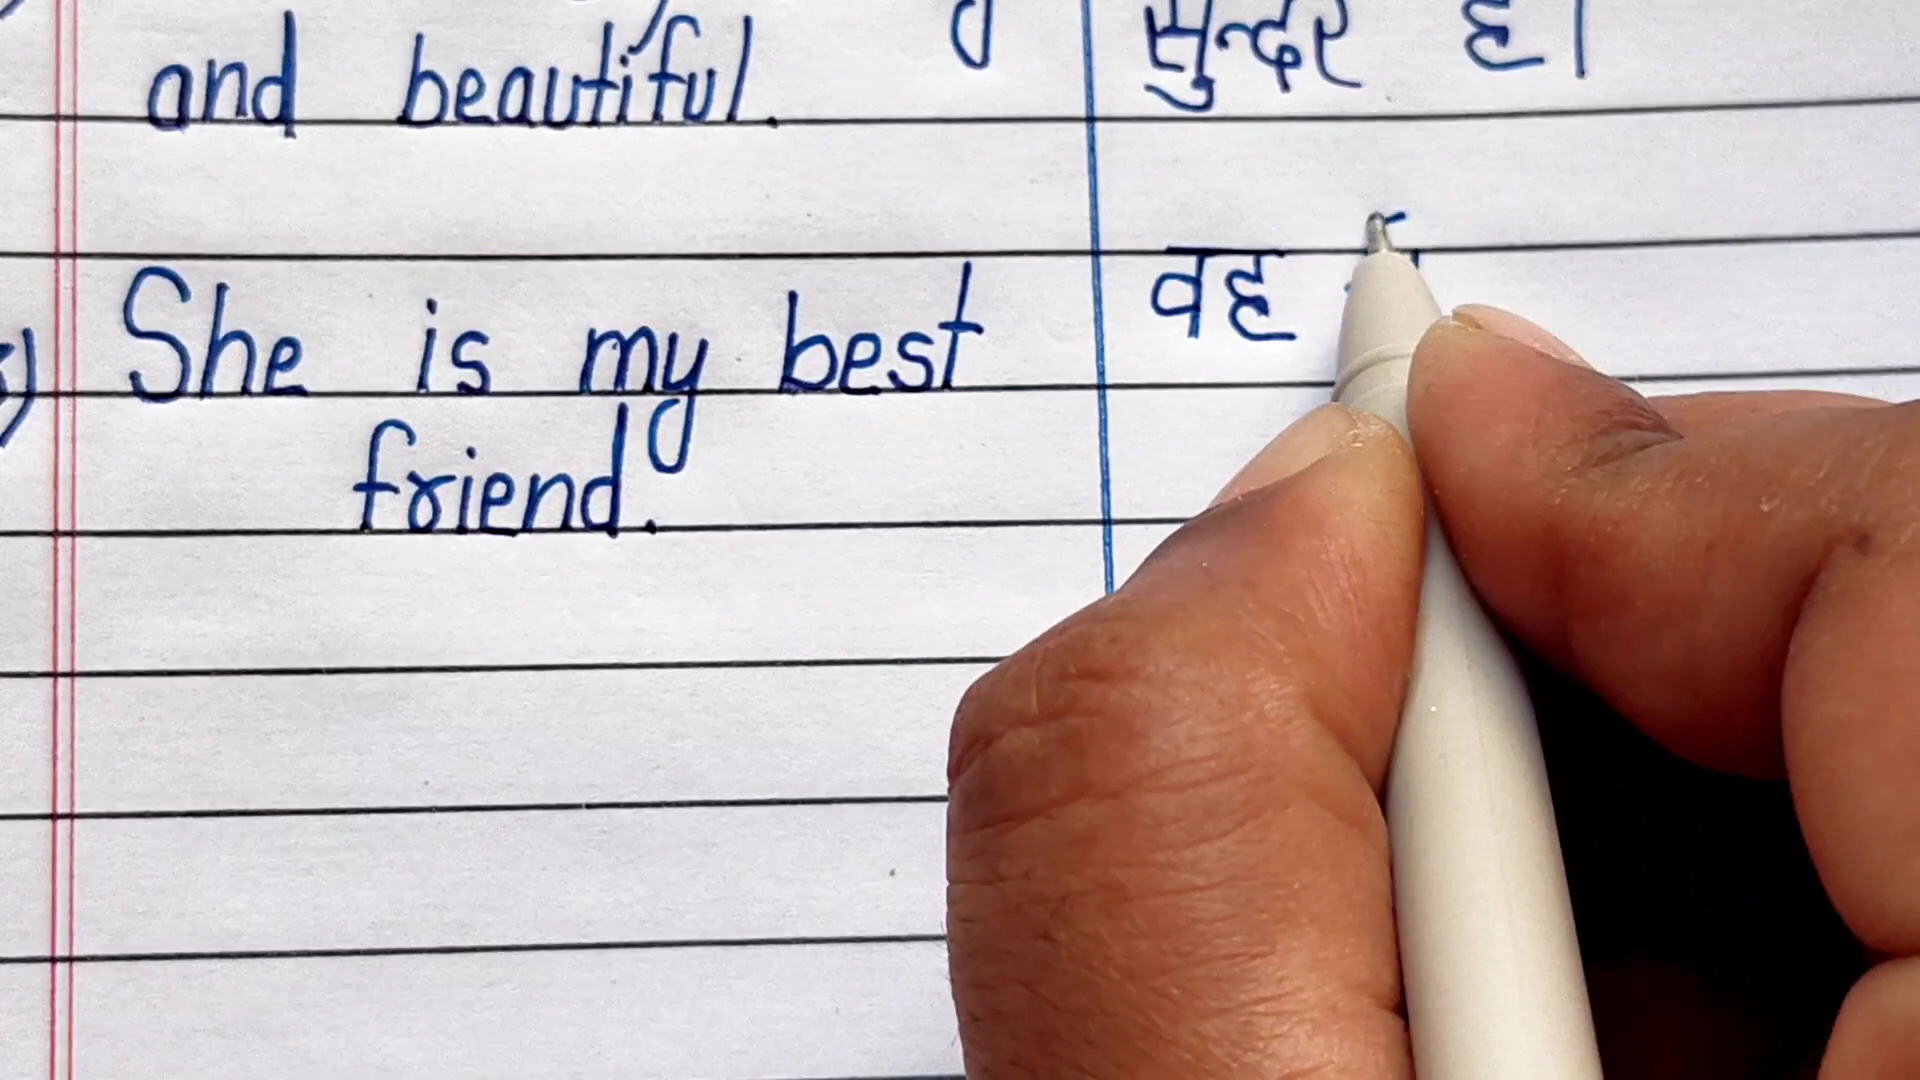 and beautiful.
सुन्दर है।
She is my best
friend.
वह